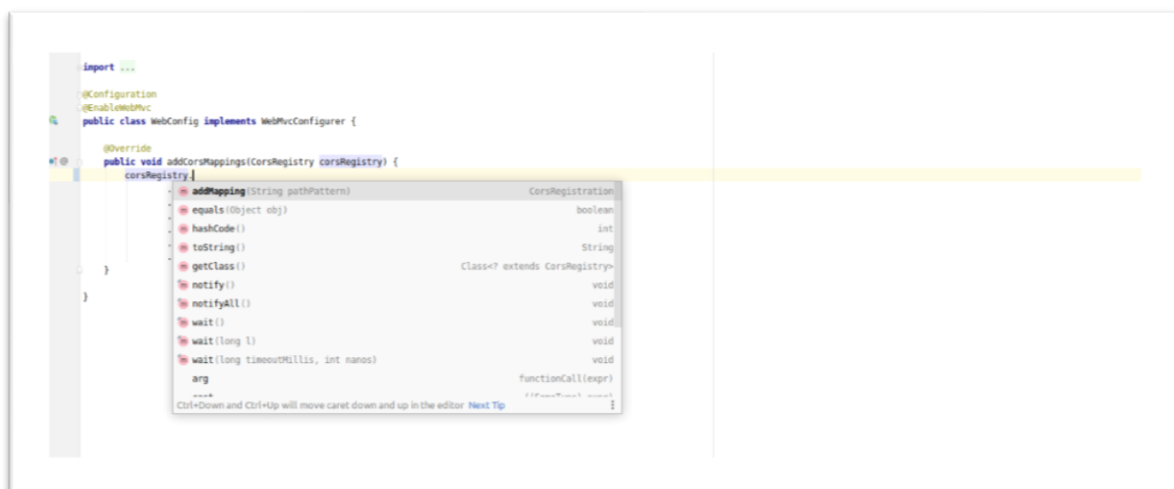 import ...
@Configuration
@EnableWebMvc
public class WebConfig implements WebMvcConfigurer {
@Override
public void addCorsMappings(CorsRegistry corsRegistry) {
corsRegistry.
addMapping(String pathPattern) CorsRegistration
equals(Object obj) boolean
hashCode() int
toString() String
getClass() Class<? extends CorsRegistry>
notify() void
notifyAll() void
wait() void
wait(long l) void
wait(long timeoutMillis, int nanos) void
arg functionCall(expr)
Ctrl+Down and Ctrl+Up will move caret down and up in the editor Next Tip
}
}